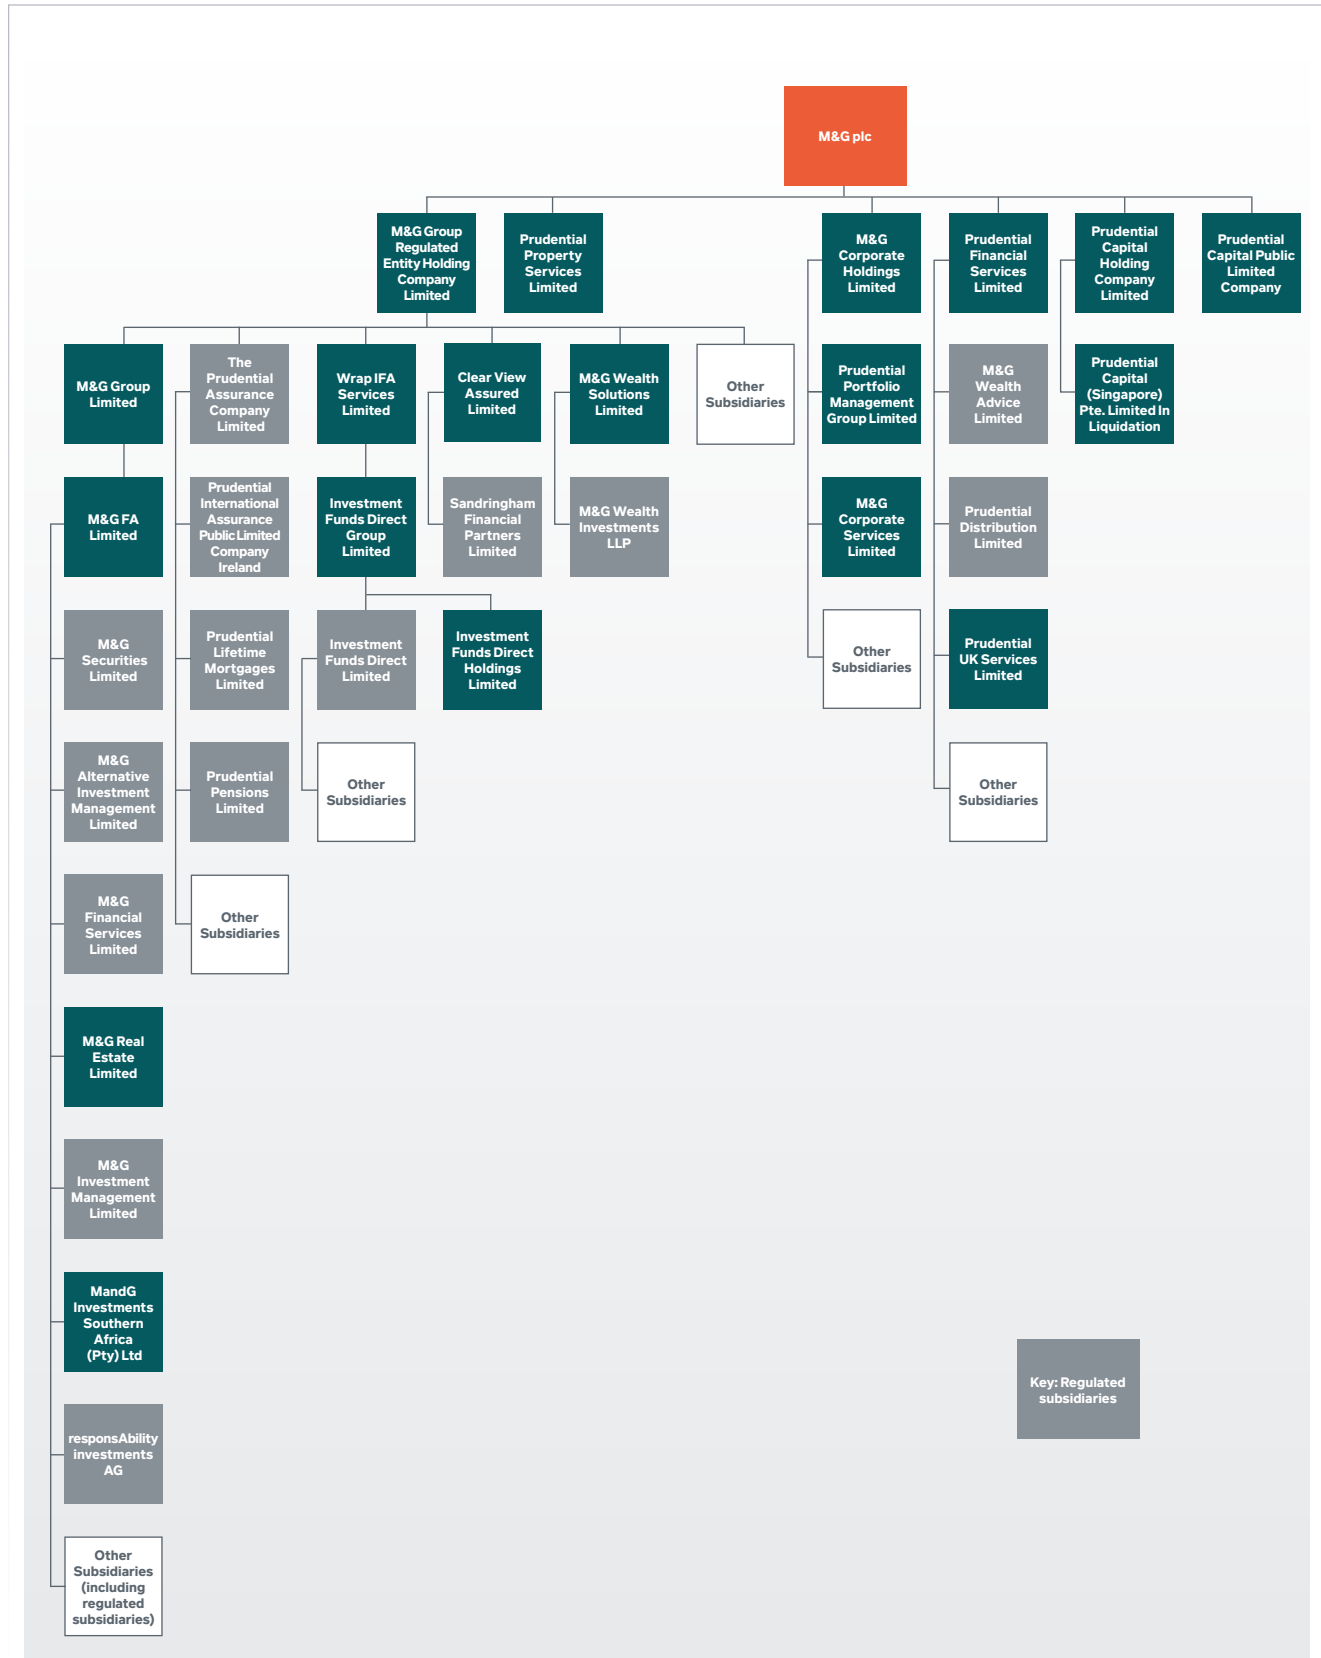 M&G plc
M&G Group
Regulated
Entity Holding
Company
Limited
Prudential
Property
Services
Limited
M&G
Corporate
Holdings
Limited
Prudential
Financial
Services
Limited
Prudential
Capital
Holding
Company
Limited
Prudential
Capital Public
Limited
Company
M&G Group
Limited
The
Prudential
Assurance
Company
Limited
Wrap IFA
Services
Limited
Clear View
Assured
Limited
M&G Wealth
Solutions
Limited
Other
Subsidiaries
Prudential
Portfolio
Management
Group Limited
M&G
Wealth
Advice
Limited
Prudential
Capital
(Singapore)
Pte. Limited In
Liquidation
M&G FA
Limited
Prudential
International
Assurance
Public Limited
Company
Ireland
Investment
Funds Direct
Group
Limited
Sandringham
Financial
Partners
Limited
M&G Wealth
Investments
LLP
M&G
Corporate
Services
Limited
Prudential
Distribution
Limited
M&G
Securities
Limited
Prudential
Lifetime
Mortgages
Limited
Investment
Funds Direct
Limited
Investment
Funds Direct
Holdings
Limited
Other
Subsidiaries
Prudential
UK Services
Limited
M&G
Alternative
Investment
Management
Limited
Prudential
Pensions
Limited
Other
Subsidiaries
Other
Subsidiaries
M&G
Financial
Services
Limited
Other
Subsidiaries
M&G Real
Estate
Limited
M&G
Investment
Management
Limited
MandG
Investments
Southern
Africa
(Pty) Ltd
Key: Regulated
subsidiaries
responsAbility
investments
AG
Other
Subsidiaries
(including
regulated
subsidiaries)